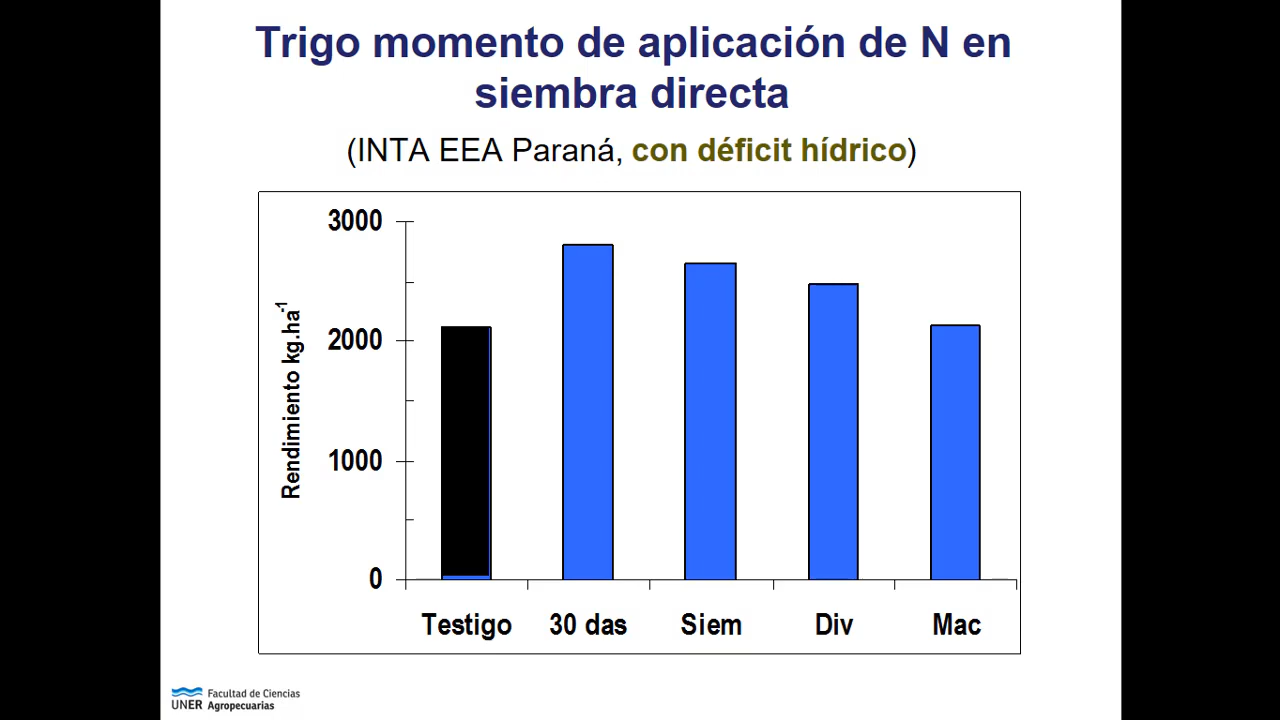 Trigo momento de aplicación de N en
siembra directa
(INTA EEA Paraná, con déficit hídrico)
3000
2000
1000
0
Rendimiento kg.ha-1
Testigo 30 das Siem Div Mac
UNER Facultad de Ciencias
Agropecuarias